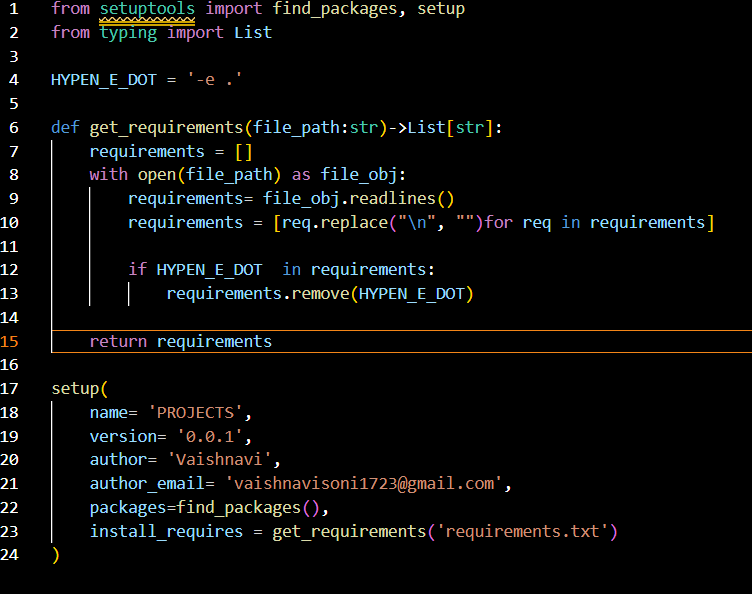 1 from setuptools import find_packages, setup
2 from typing import List
3
4 HYPEN_E_DOT = '-e .'
5
6 def get_requirements(file_path:str)->List[str]:
7     requirements = []
8     with open(file_path) as file_obj:
9         requirements= file_obj.readlines()
10         requirements = [req.replace("\n", "")for req in requirements]
11
12         if HYPEN_E_DOT  in requirements:
13             requirements.remove(HYPEN_E_DOT)
14
15     return requirements
16
17 setup(
18     name= 'PROJECTS',
19     version= '0.0.1',
20     author= 'Vaishnavi',
21     author_email= 'vaishnavisoni1723@gmail.com',
22     packages=find_packages(),
23     install_requires = get_requirements('requirements.txt')
24 )